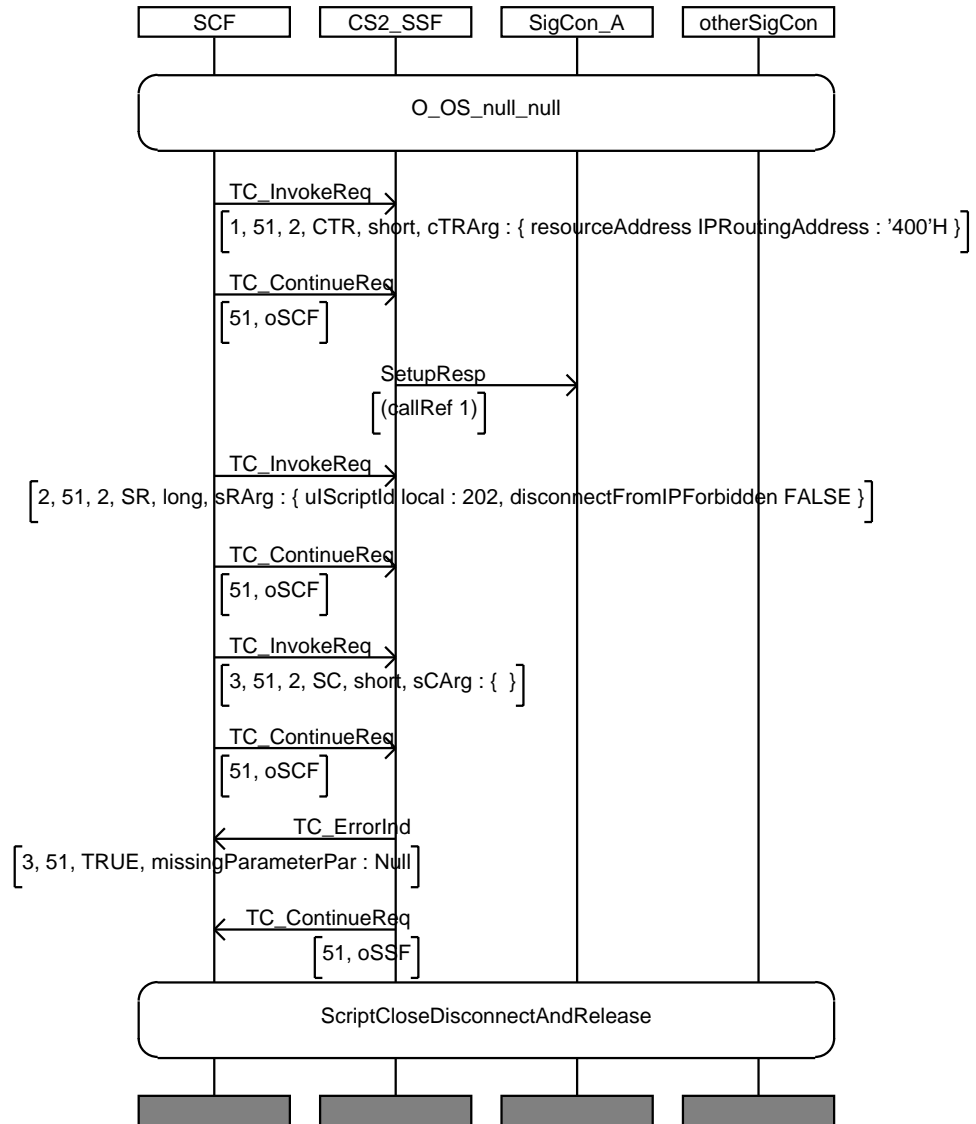 SCF CS2_SSF SigCon_A otherSigCon
O_OS_null_null
TC_InvokeReq
1, 51, 2, CTR, short, cTRArg : { resourceAddress IPRoutingAddress : ’400’H }
TC_ContinueReq
51, oSCF
SetupResp
(callRef 1)
TC_InvokeReq
2, 51, 2, SR, long, sRArg : { uIScriptId local : 202, disconnectFromIPForbidden FALSE }
TC_ContinueReq
51, oSCF
TC_InvokeReq
3, 51, 2, SC, short, sCArg : { }
TC_ContinueReq
51, oSCF
TC_ErrorInd
3, 51, TRUE, missingParameterPar : Null
TC_ContinueReq
51, oSSF
ScriptCloseDisconnectAndRelease